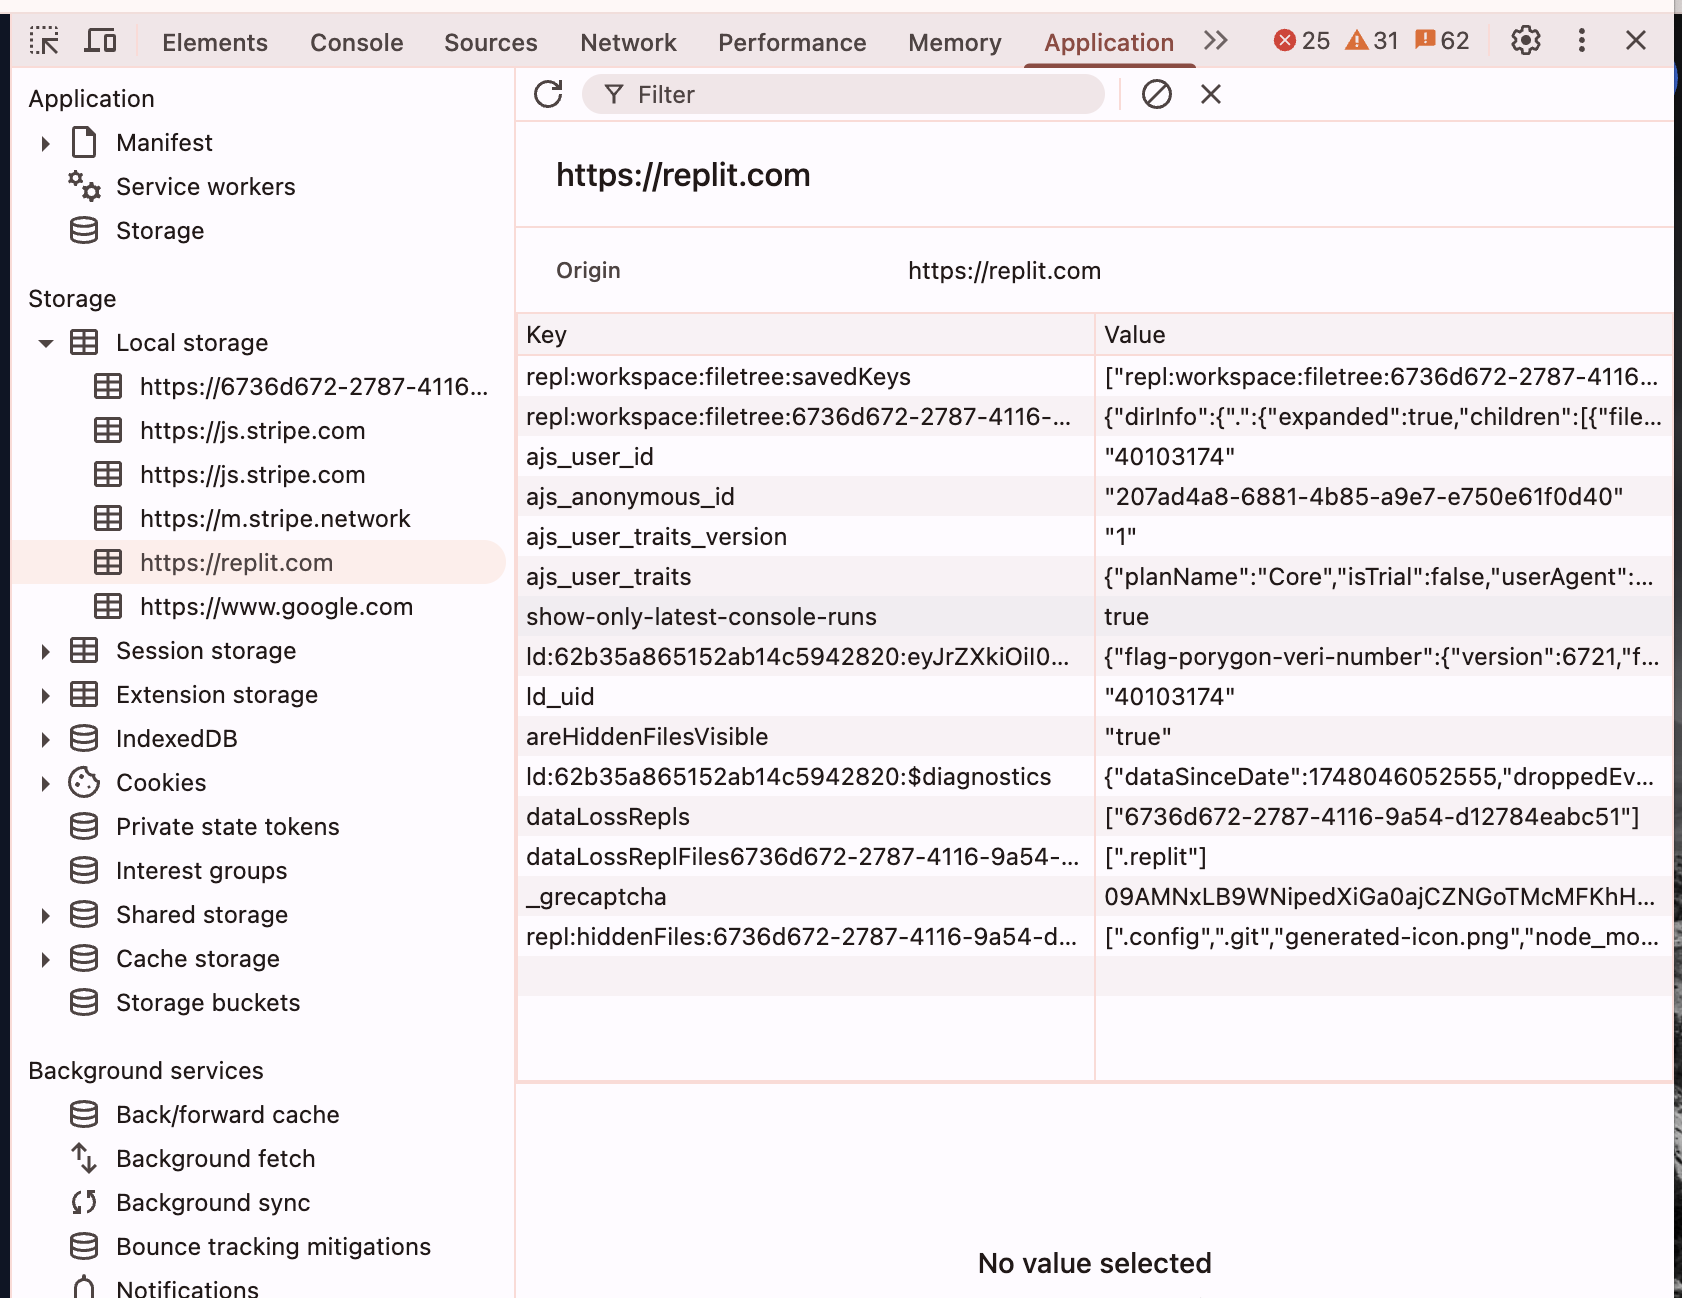 Elements Console Sources Network Performance Memory Application 25 31 62
Application
Manifest
Service workers
Storage
Storage
Local storage
https://6736d672-2787-4116...
https://js.stripe.com
https://js.stripe.com
https://m.stripe.network
https://replit.com
https://www.google.com
Session storage
Extension storage
IndexedDB
Cookies
Private state tokens
Interest groups
Shared storage
Cache storage
Storage buckets
Background services
Back/forward cache
Background fetch
Background sync
Bounce tracking mitigations
Notifications
Filter
https://replit.com
Origin https://replit.com
Key Value
repl:workspace:filetree:savedKeys ["repl:workspace:filetree:6736d672-2787-4116...
repl:workspace:filetree:6736d672-2787-4116-... {"dirInfo":{".":{"expanded":true,"children":[{"file...
ajs_user_id "40103174"
ajs_anonymous_id "207ad4a8-6881-4b85-a9e7-e750e61f0d40"
ajs_user_traits_version "1"
ajs_user_traits {"planName":"Core","isTrial":false,"userAgent":...
show-only-latest-console-runs true
ld:62b35a865152ab14c5942820:eyJrZXkiOiI0... {"flag-porygon-veri-number":{"version":6721,"f...
ld_uid "40103174"
areHiddenFilesVisible "true"
ld:62b35a865152ab14c5942820:$diagnostics {"dataSinceDate":1748046052555,"droppedEv...
dataLossRepls ["6736d672-2787-4116-9a54-d12784eabc51"]
dataLossReplFiles6736d672-2787-4116-9a54-... [".replit"]
_grecaptcha 09AMNxLB9WNipedXiGa0ajCZNGoTMcMFKhH...
repl:hiddenFiles:6736d672-2787-4116-9a54-d... [".config",".git","generated-icon.png","node_mo...
No value selected